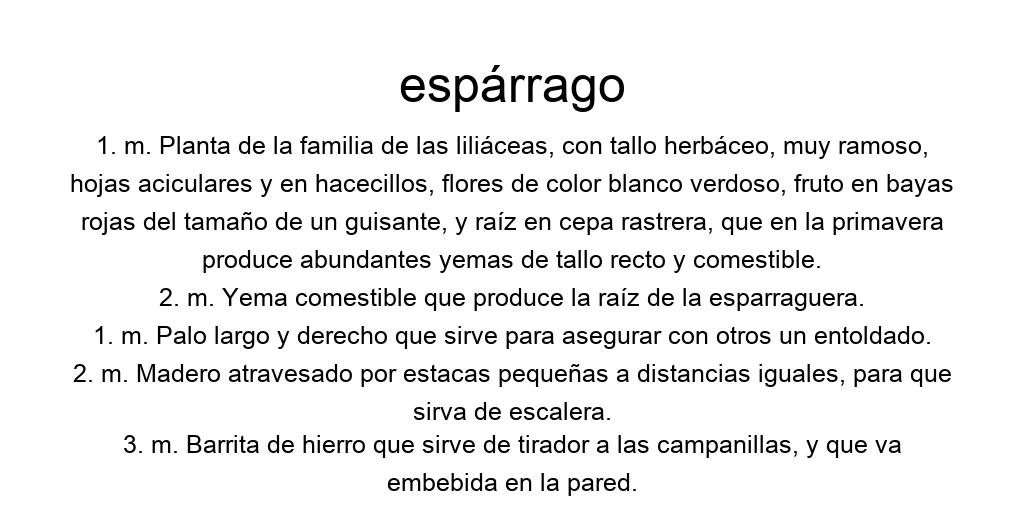 espárrago
1. m. Planta de la familia de las liliáceas, con tallo herbáceo, muy ramoso,
hojas aciculares y en hacecillos, flores de color blanco verdoso, fruto en bayas
rojas del tamaño de un guisante, y raíz en cepa rastrera, que en la primavera
produce abundantes yemas de tallo recto y comestible.
2. m. Yema comestible que produce la raíz de la esparraguera.
1. m. Palo largo y derecho que sirve para asegurar con otros un entoldado.
2. m. Madero atravesado por estacas pequeñas a distancias iguales, para que
sirva de escalera.
3. m. Barrita de hierro que sirve de tirador a las campanillas, y que va
embebida en la pared.